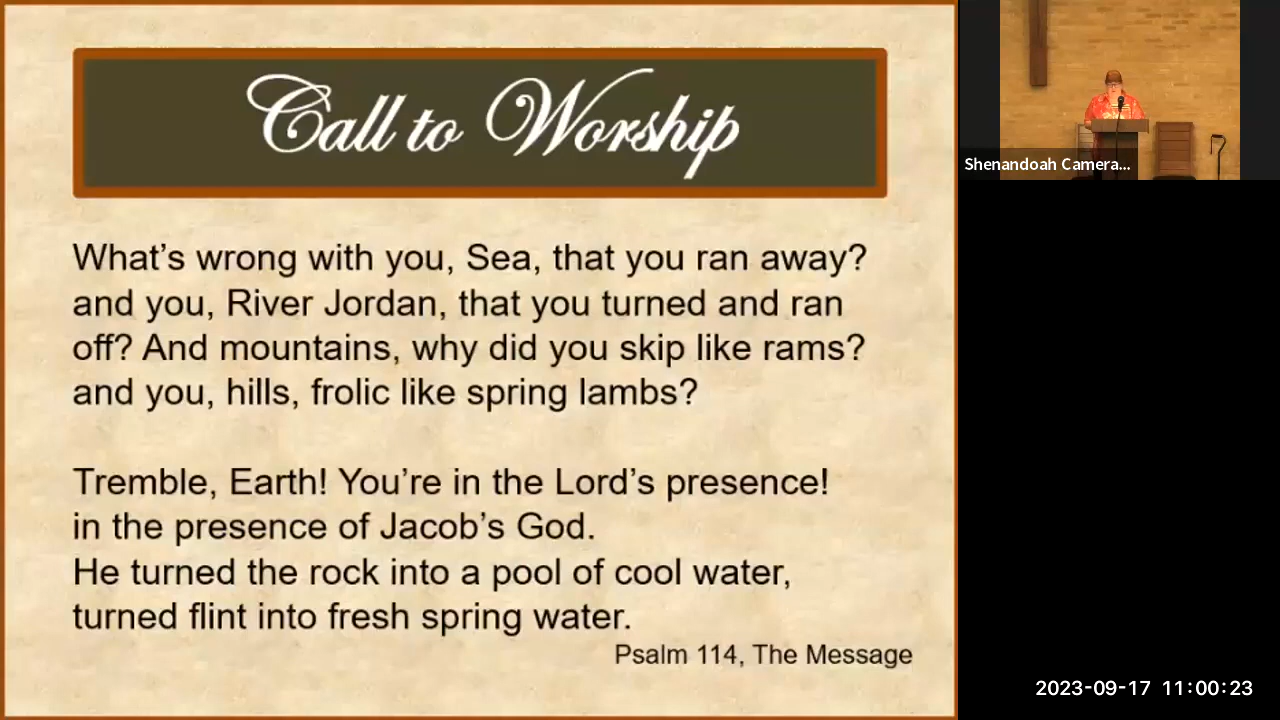 Call to Worship
What’s wrong with you, Sea, that you ran away?
and you, River Jordan, that you turned and ran
off? And mountains, why did you skip like rams?
and you, hills, frolic like spring lambs?
Tremble, Earth! You’re in the Lord’s presence!
in the presence of Jacob’s God.
He turned the rock into a pool of cool water,
turned flint into fresh spring water.
Psalm 114, The Message
Shenandoah Camera...
2023-09-17 11:00:23